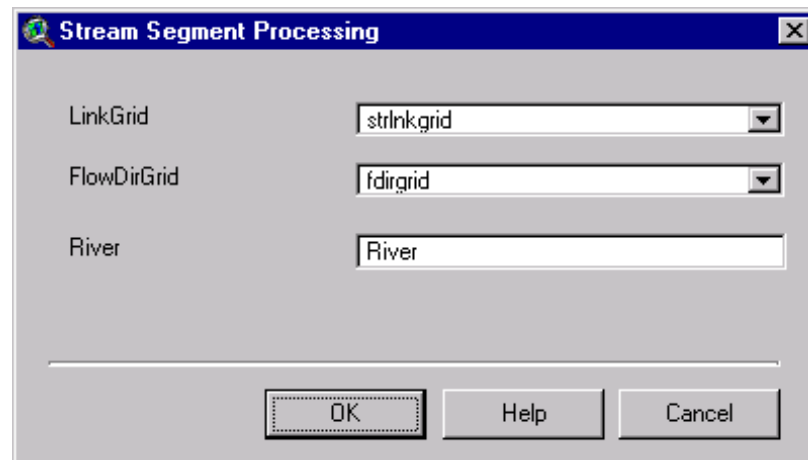 Stream Segment Processing
LinkGrid
strlnkgrid
FlowDirGrid
fdirgrid
River
River
OK Help Cancel